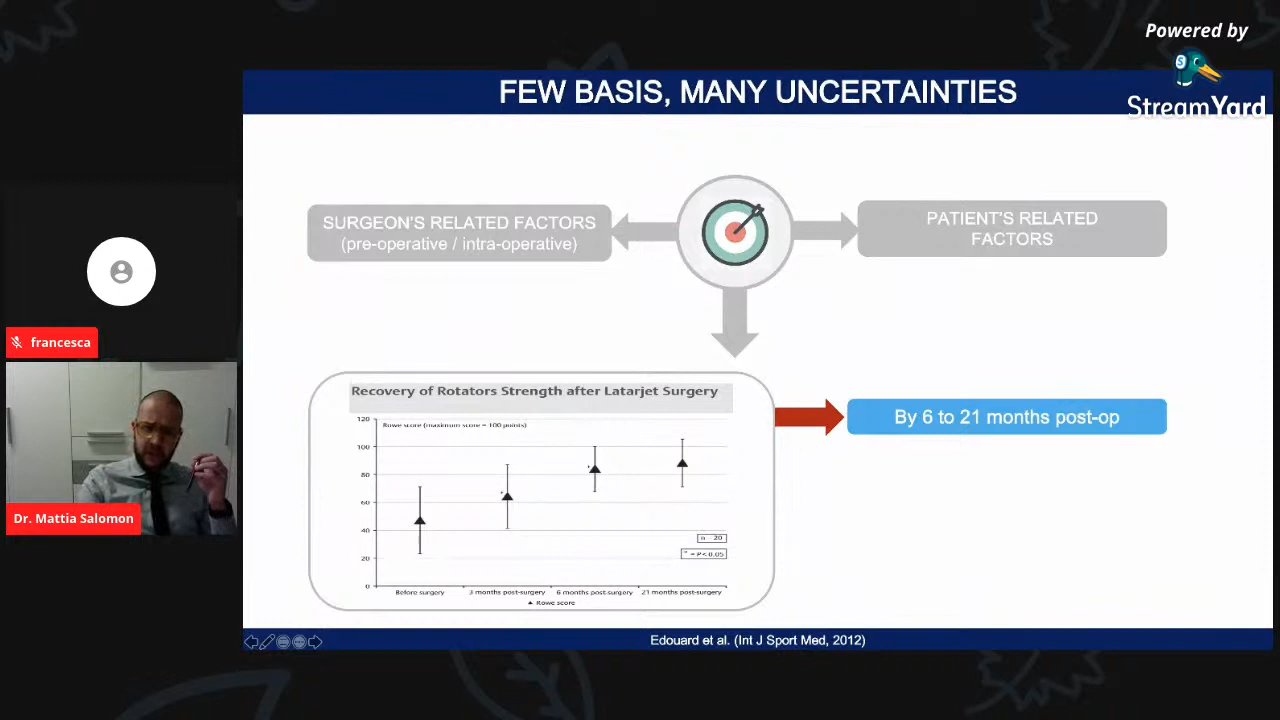 Powered by
StreamYard
FEW BASIS, MANY UNCERTAINTIES
SURGEON'S RELATED FACTORS
(pre-operative / intra-operative)
PATIENT'S RELATED
FACTORS
francesca
Dr. Mattia Salomon
Recovery of Rotators Strength after Latarjet Surgery
Rowe score (maximum score = 100 points)
120
100
80
60
40
20
0
n = 20
* = P< 0.05
Before surgery
3 months post-surgery
6 months post-surgery
21 months post-surgery
Rowe score
By 6 to 21 months post-op
Edouard et al. (Int J Sport Med, 2012)